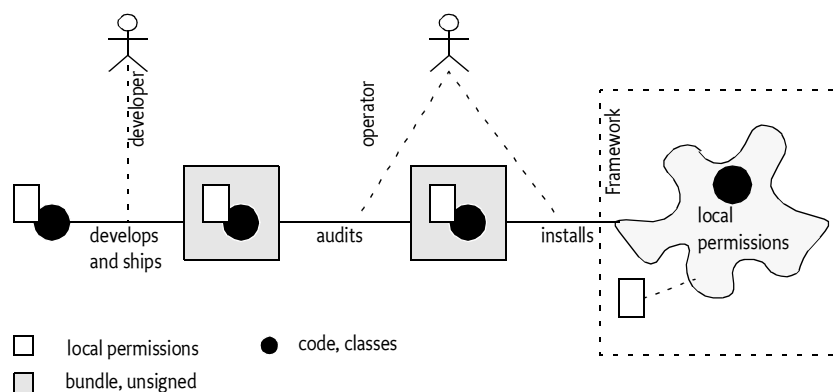 developer
operator
Framework
develops
and ships
audits
installs
local
permissions
local permissions
code, classes
bundle, unsigned